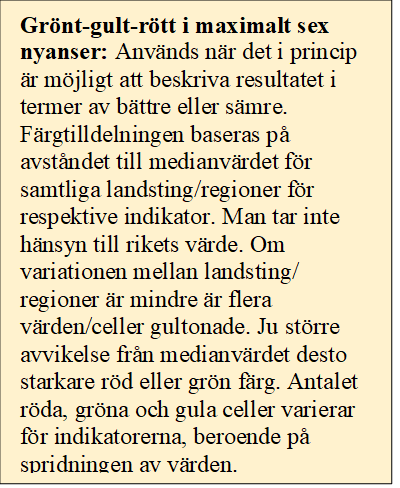 Grönt-gult-rött i maximalt sex
nyanser: Används när det i princip
är möjligt att beskriva resultatet i
termer av bättre eller sämre.
Färgtilldelningen baseras på
avståndet till medianvärdet för
samtliga landsting/regioner för
respektive indikator. Man tar inte
hänsyn till rikets värde. Om
variationen mellan landsting/
regioner är mindre är flera
värden/celler gultonade. Ju större
avvikelse från medianvärdet desto
starkare röd eller grön färg. Antalet
röda, gröna och gula celler varierar
för indikatorerna, beroende på
spridningen av värden.